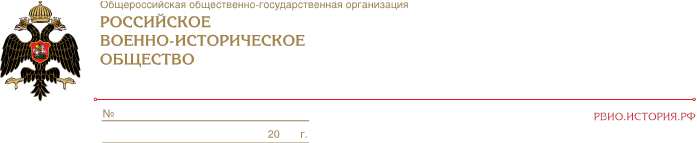 Общероссийская общественно-государственная организация
РОССИЙСКОЕ
ВОЕННО-ИСТОРИЧЕСКОЕ
ОБЩЕСТВО
№
РВИО.ИСТОРИЯ.РФ
20 г.